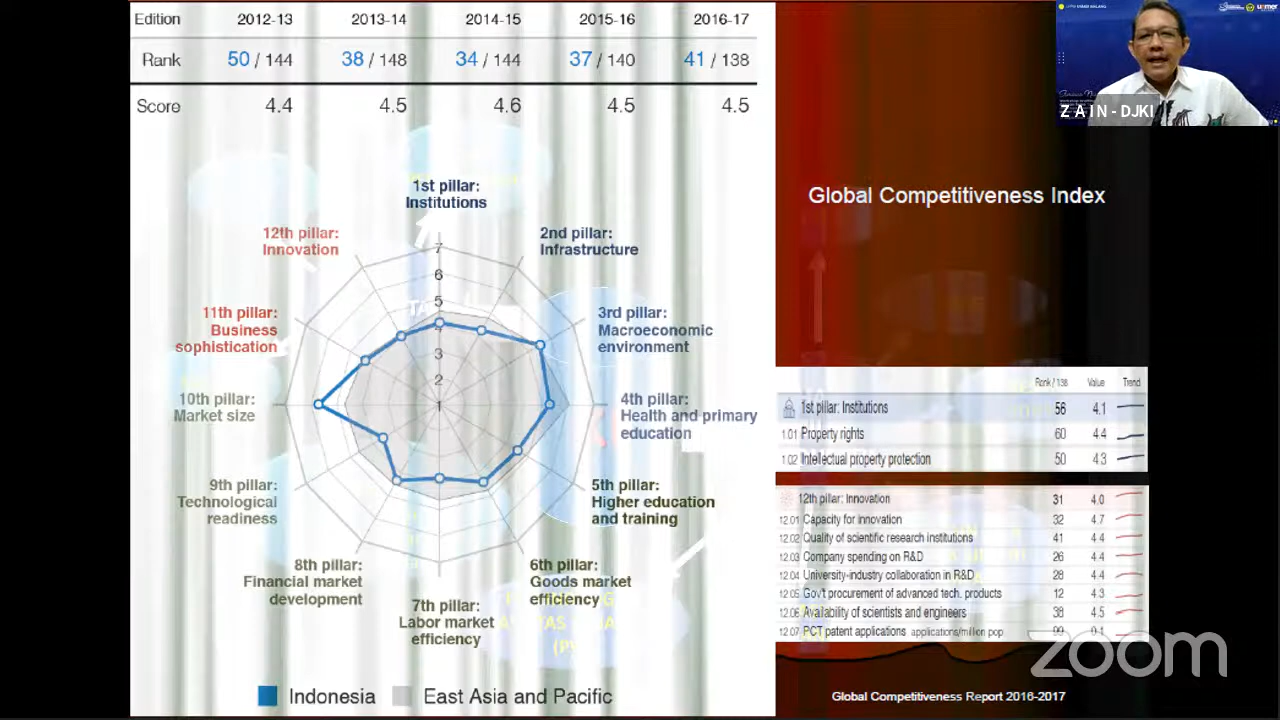 Edition 2012-13 2013-14 2014-15 2015-16 2016-17
Rank 50 / 144 38 / 148 34 / 144 37 / 140 41 / 138
Score 4.4 4.5 4.6 4.5 4.5
1st pillar:
Institutions
2nd pillar:
Infrastructure
3rd pillar:
Macroeconomic
environment
4th pillar:
Health and primary
education
5th pillar:
Higher education
and training
6th pillar:
Goods market
efficiency
7th pillar:
Labor market
efficiency
8th pillar:
Financial market
development
9th pillar:
Technological
readiness
10th pillar:
Market size
11th pillar:
Business
sophistication
12th pillar:
Innovation
7
6
5
4
3
2
1
Indonesia East Asia and Pacific
Z A I N - DJKI
Global Competitiveness Index
Rank / 138 Value Trend
1st pillar: Institutions 56 4.1
1.01 Property rights 60 4.4
1.02 Intellectual property protection 50 4.3
12th pillar: Innovation 31 4.0
12.01 Capacity for innovation 32 4.7
12.02 Quality of scientific research institutions 41 4.4
12.03 Company spending on R&D 26 4.4
12.04 University-industry collaboration in R&D 28 4.4
12.05 Gov't procurement of advanced tech. products 12 4.3
12.06 Availability of scientists and engineers 38 4.5
12.07 PCT patent applications applications/million pop. 99 0.1
zoom
Global Competitiveness Report 2016-2017